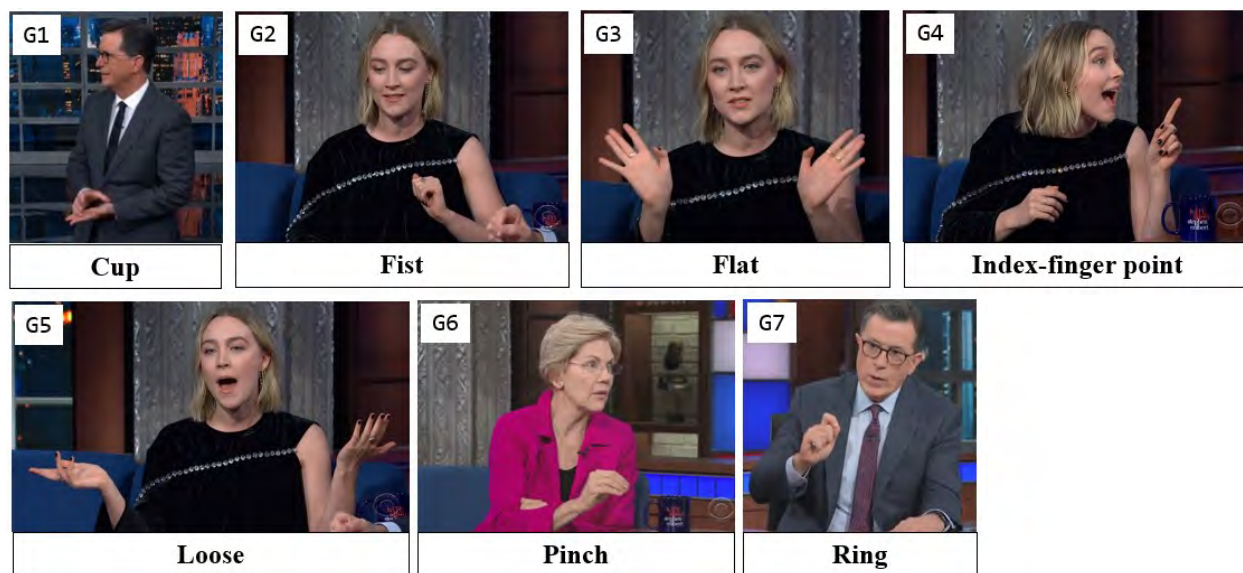 G1
G2
G3
G4
Cup
Fist
Flat
Index-finger point
G5
G6
G7
Loose
Pinch
Ring